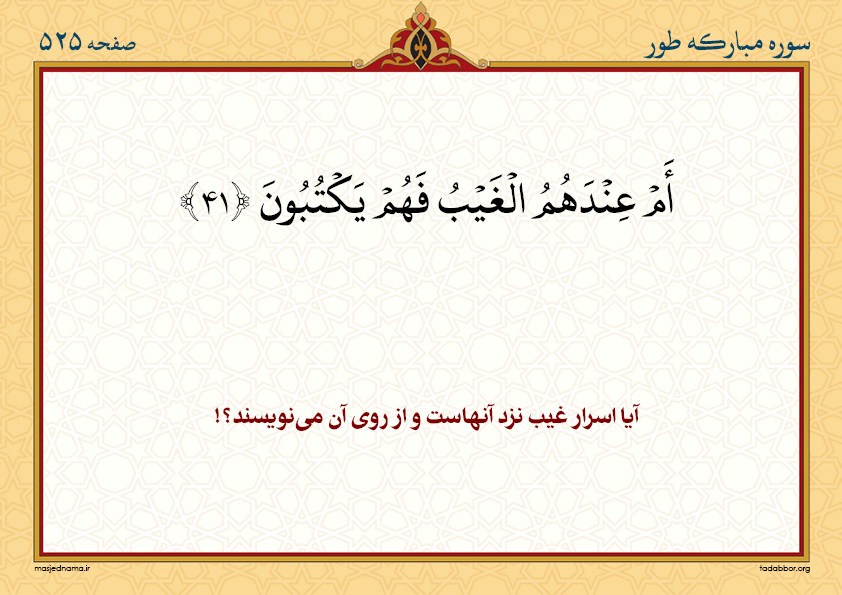 سوره مبارکه طور
صفحه ۵۲۵
أَمۡ عِنۡدَهُمُ الۡغَيۡبُ فَهُمۡ يَكۡتُبُونَ ﴿۴۱﴾
آیا اسرار غیب نزد آنهاست و از روی آن می‌نویسند؟!
masjednama.ir
tadabbor.org